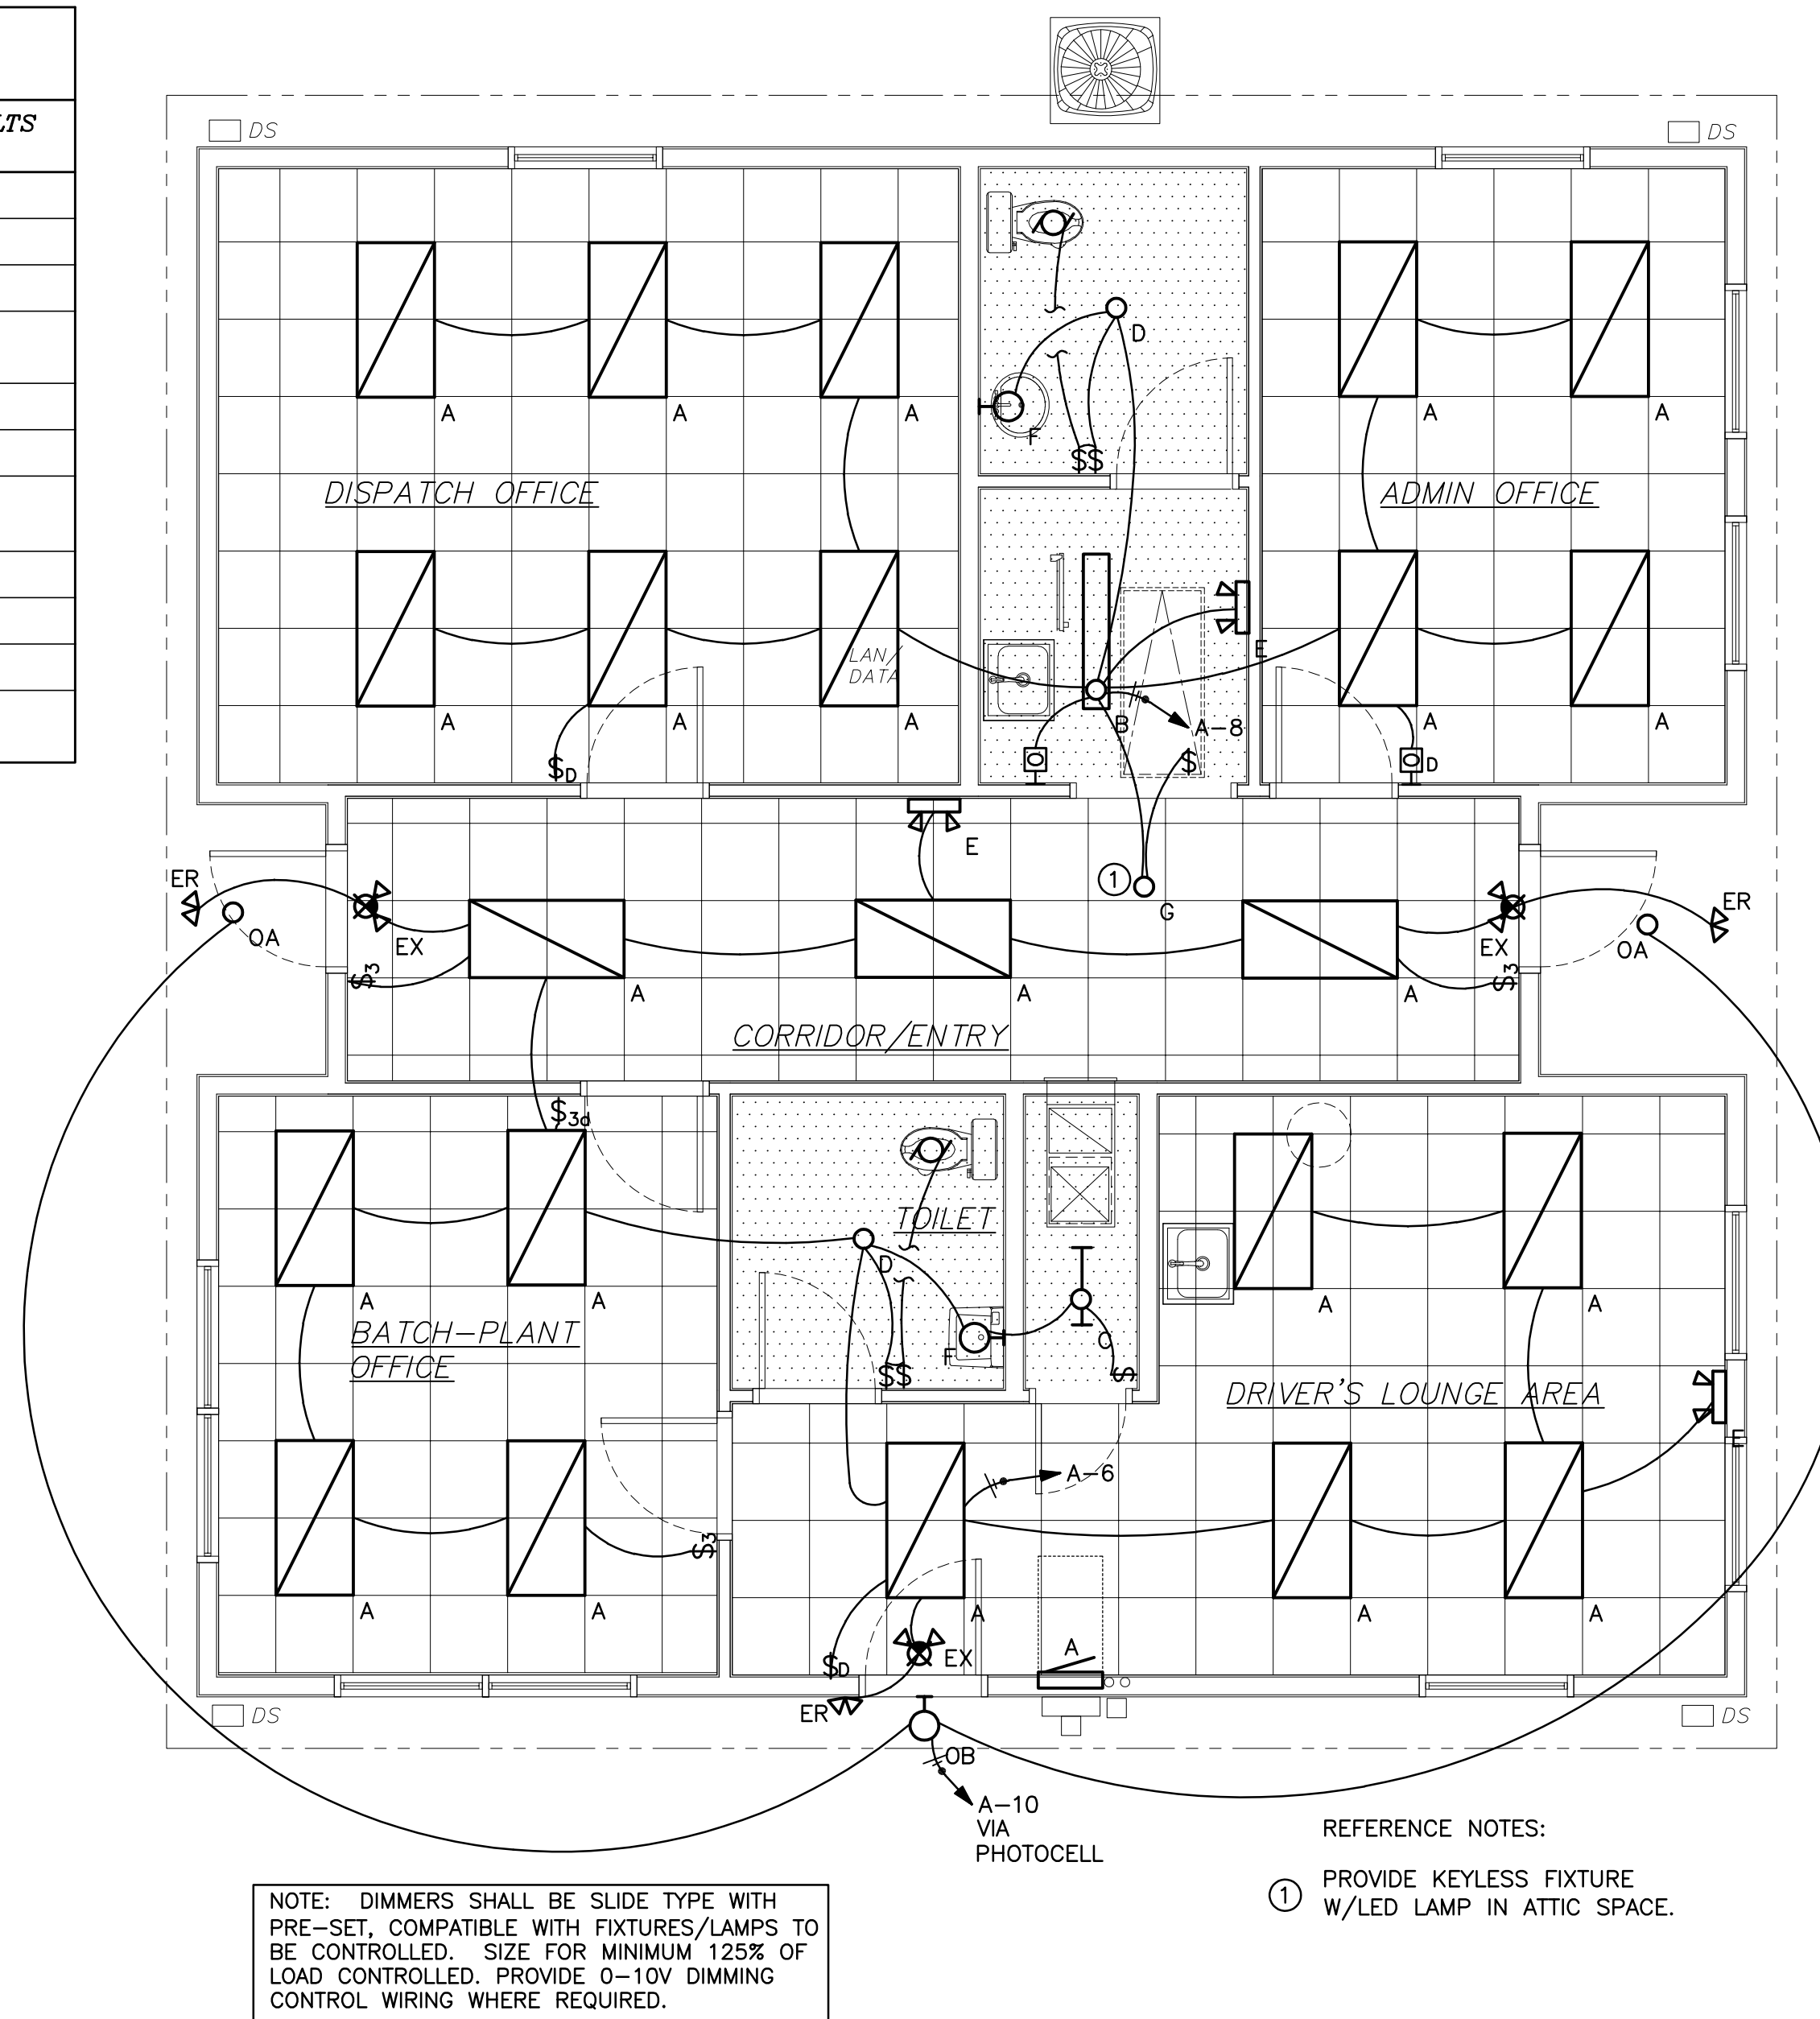 LTS
DS
DS
D
F
$$
A
A
A
A
A
DISPATCH OFFICE
ADMIN OFFICE
LAN/
DATA
E
B
A-8
$
A
A
A
A
A
$D
D
E
1
G
ER
OA
EX
$3
ER
EX
OA
$3
A
A
A
CORRIDOR/ENTRY
$3d
TOILET
D
A
A
A
A
BATCH-PLANT
OFFICE
F
$$
C
$
DRIVER'S LOUNGE AREA
E
A-6
$3
A
A
A
A
A
$D
EX
A
ER
DS
DS
OB
A-10
VIA
PHOTOCELL
REFERENCE NOTES:
1 PROVIDE KEYLESS FIXTURE
W/LED LAMP IN ATTIC SPACE.
NOTE: DIMMERS SHALL BE SLIDE TYPE WITH
PRE-SET, COMPATIBLE WITH FIXTURES/LAMPS TO
BE CONTROLLED. SIZE FOR MINIMUM 125% OF
LOAD CONTROLLED. PROVIDE 0-10V DIMMING
CONTROL WIRING WHERE REQUIRED.